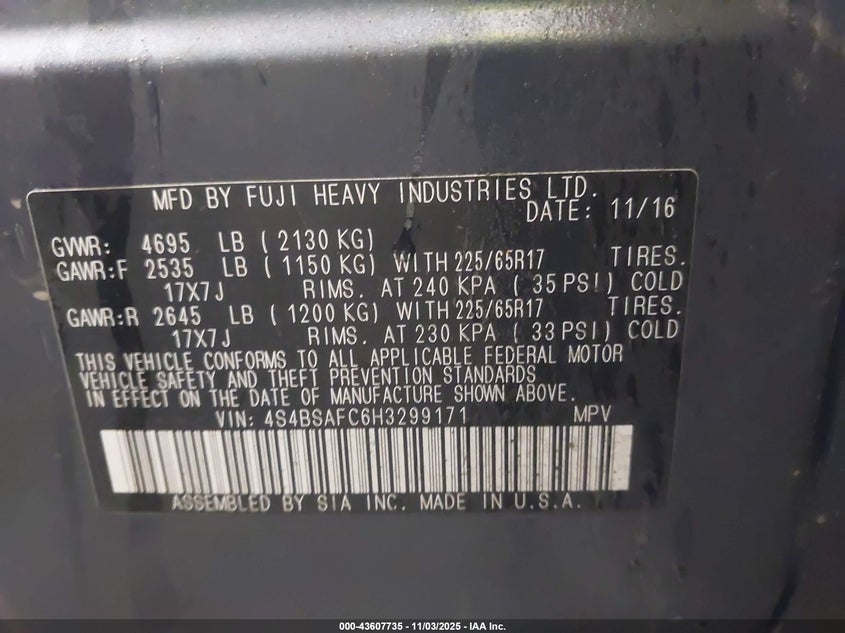 MFD BY FUJI HEAVY INDUSTRIES LTD.
DATE: 11/16
GVWR: 4695 LB ( 2130 KG)
GAWR:F 2535 LB ( 1150 KG) WITH 225/65R17 TIRES.
17X7J RIMS. AT 240 KPA ( 35 PSI) COLD
GAWR:R 2645 LB ( 1200 KG) WITH 225/65R17 TIRES.
17X7J RIMS. AT 230 KPA ( 33 PSI) COLD
THIS VEHICLE CONFORMS TO ALL APPLICABLE FEDERAL MOTOR
VEHICLE SAFETY AND THEFT PREVENTION STANDARDS
IN EFFECT ON THE DATE OF MANUFACTURE SHOWN ABOVE.
VIN: 4S4BSAFC6H3299171 MPV
ASSEMBLED BY SIA INC. MADE IN U.S.A.
000-43607735 - 11/03/2025 - IAA Inc.